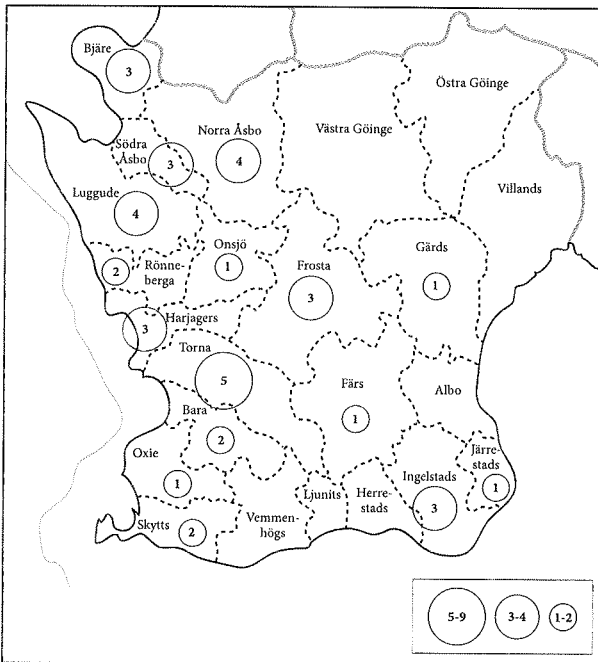 Bjäre
3
Östra Göinge
Norra Åsbo
4
Västra Göinge
Södra
Åsbo
3
Villands
Luggude
4
Onsjö
1
Gärds
1
2
Rönne-
berga
Frosta
3
3
Harjagers
Torna
5
Färs
1
Albo
Bara
2
Oxie
1
Järre-
stads
1
Ingelstads
3
Ljunits
Herre-
stads
Skytts
2
Vemmen-
högs
5-9
3-4
1-2